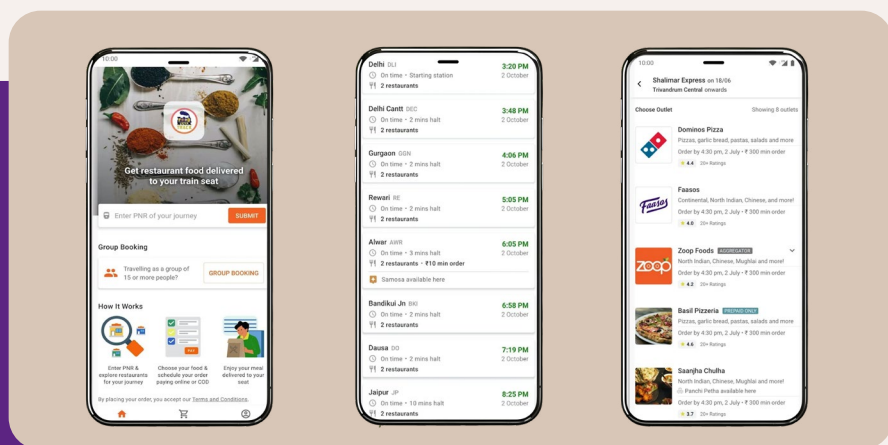 10:00
Get restaurant food delivered
to your train seat
Enter PNR of your journey
SUBMIT
Group Booking
Travelling as a group of
15 or more people?
GROUP BOOKING
How It Works
Enter PNR &
explore restaurants
for your journey
Choose your food &
schedule your order
paying online or COD
Enjoy your meal
delivered to your
seat
By placing your order, you accept our Terms and Conditions.
Delhi DLI
3:20 PM
On time • Starting station
2 October
2 restaurants
Delhi Cantt DEC
3:48 PM
On time • 2 mins halt
2 October
2 restaurants
Gurgaon GGN
4:06 PM
On time • 2 mins halt
2 October
2 restaurants
Rewari RE
5:05 PM
On time • 2 mins halt
2 October
2 restaurants
Alwar AWR
6:05 PM
On time • 3 mins halt
2 October
2 restaurants • ₹10 min order
Samosa available here
Bandikui Jn BKI
6:58 PM
On time • 2 mins halt
2 October
2 restaurants
Dausa DO
7:19 PM
On time • 2 mins halt
2 October
2 restaurants
Jaipur JP
8:25 PM
On time • 10 mins halt
2 October
2 restaurants
10:00
Shalimar Express on 18/06
Trivandrum Central onwards
Choose Outlet
Showing 8 outlets
Dominos Pizza
Pizzas, garlic bread, pastas, salads and more
Order by 4:30 pm, 2 July • ₹ 300 min order
4.4 20+ Ratings
Faasos
Faasos
Continental, North Indian, Chinese, and more!
Order by 4:30 pm, 2 July • ₹ 300 min order
4.0 20+ Ratings
zoop
Zoop Foods AGGREGATOR
North Indian, Chinese, Mughlai and more!
Order by 4:30 pm, 2 July • ₹ 300 min order
4.2 20+ Ratings
Basil Pizzeria PREPAID ONLY
Pizzas, garlic bread, pastas, salads and more
Order by 4:30 pm, 2 July • ₹ 300 min order
4.6 20+ Ratings
Saanjha Chulha
North Indian, Chinese, Mughlai and more!
Panchi Petha available here
Order by 4:30 pm, 2 July • ₹ 300 min order
3.7 20+ Ratings